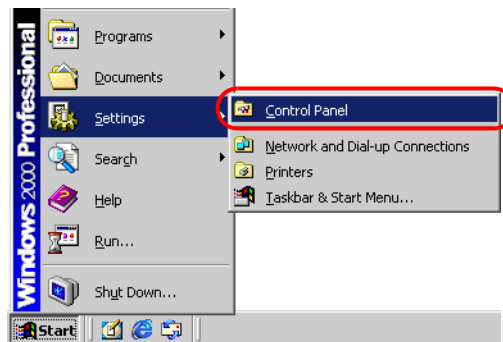 Windows 2000 Professional
Programs
Documents
Settings
Search
Help
Run...
Shut Down...
Control Panel
Network and Dial-up Connections
Printers
Taskbar & Start Menu...
Start